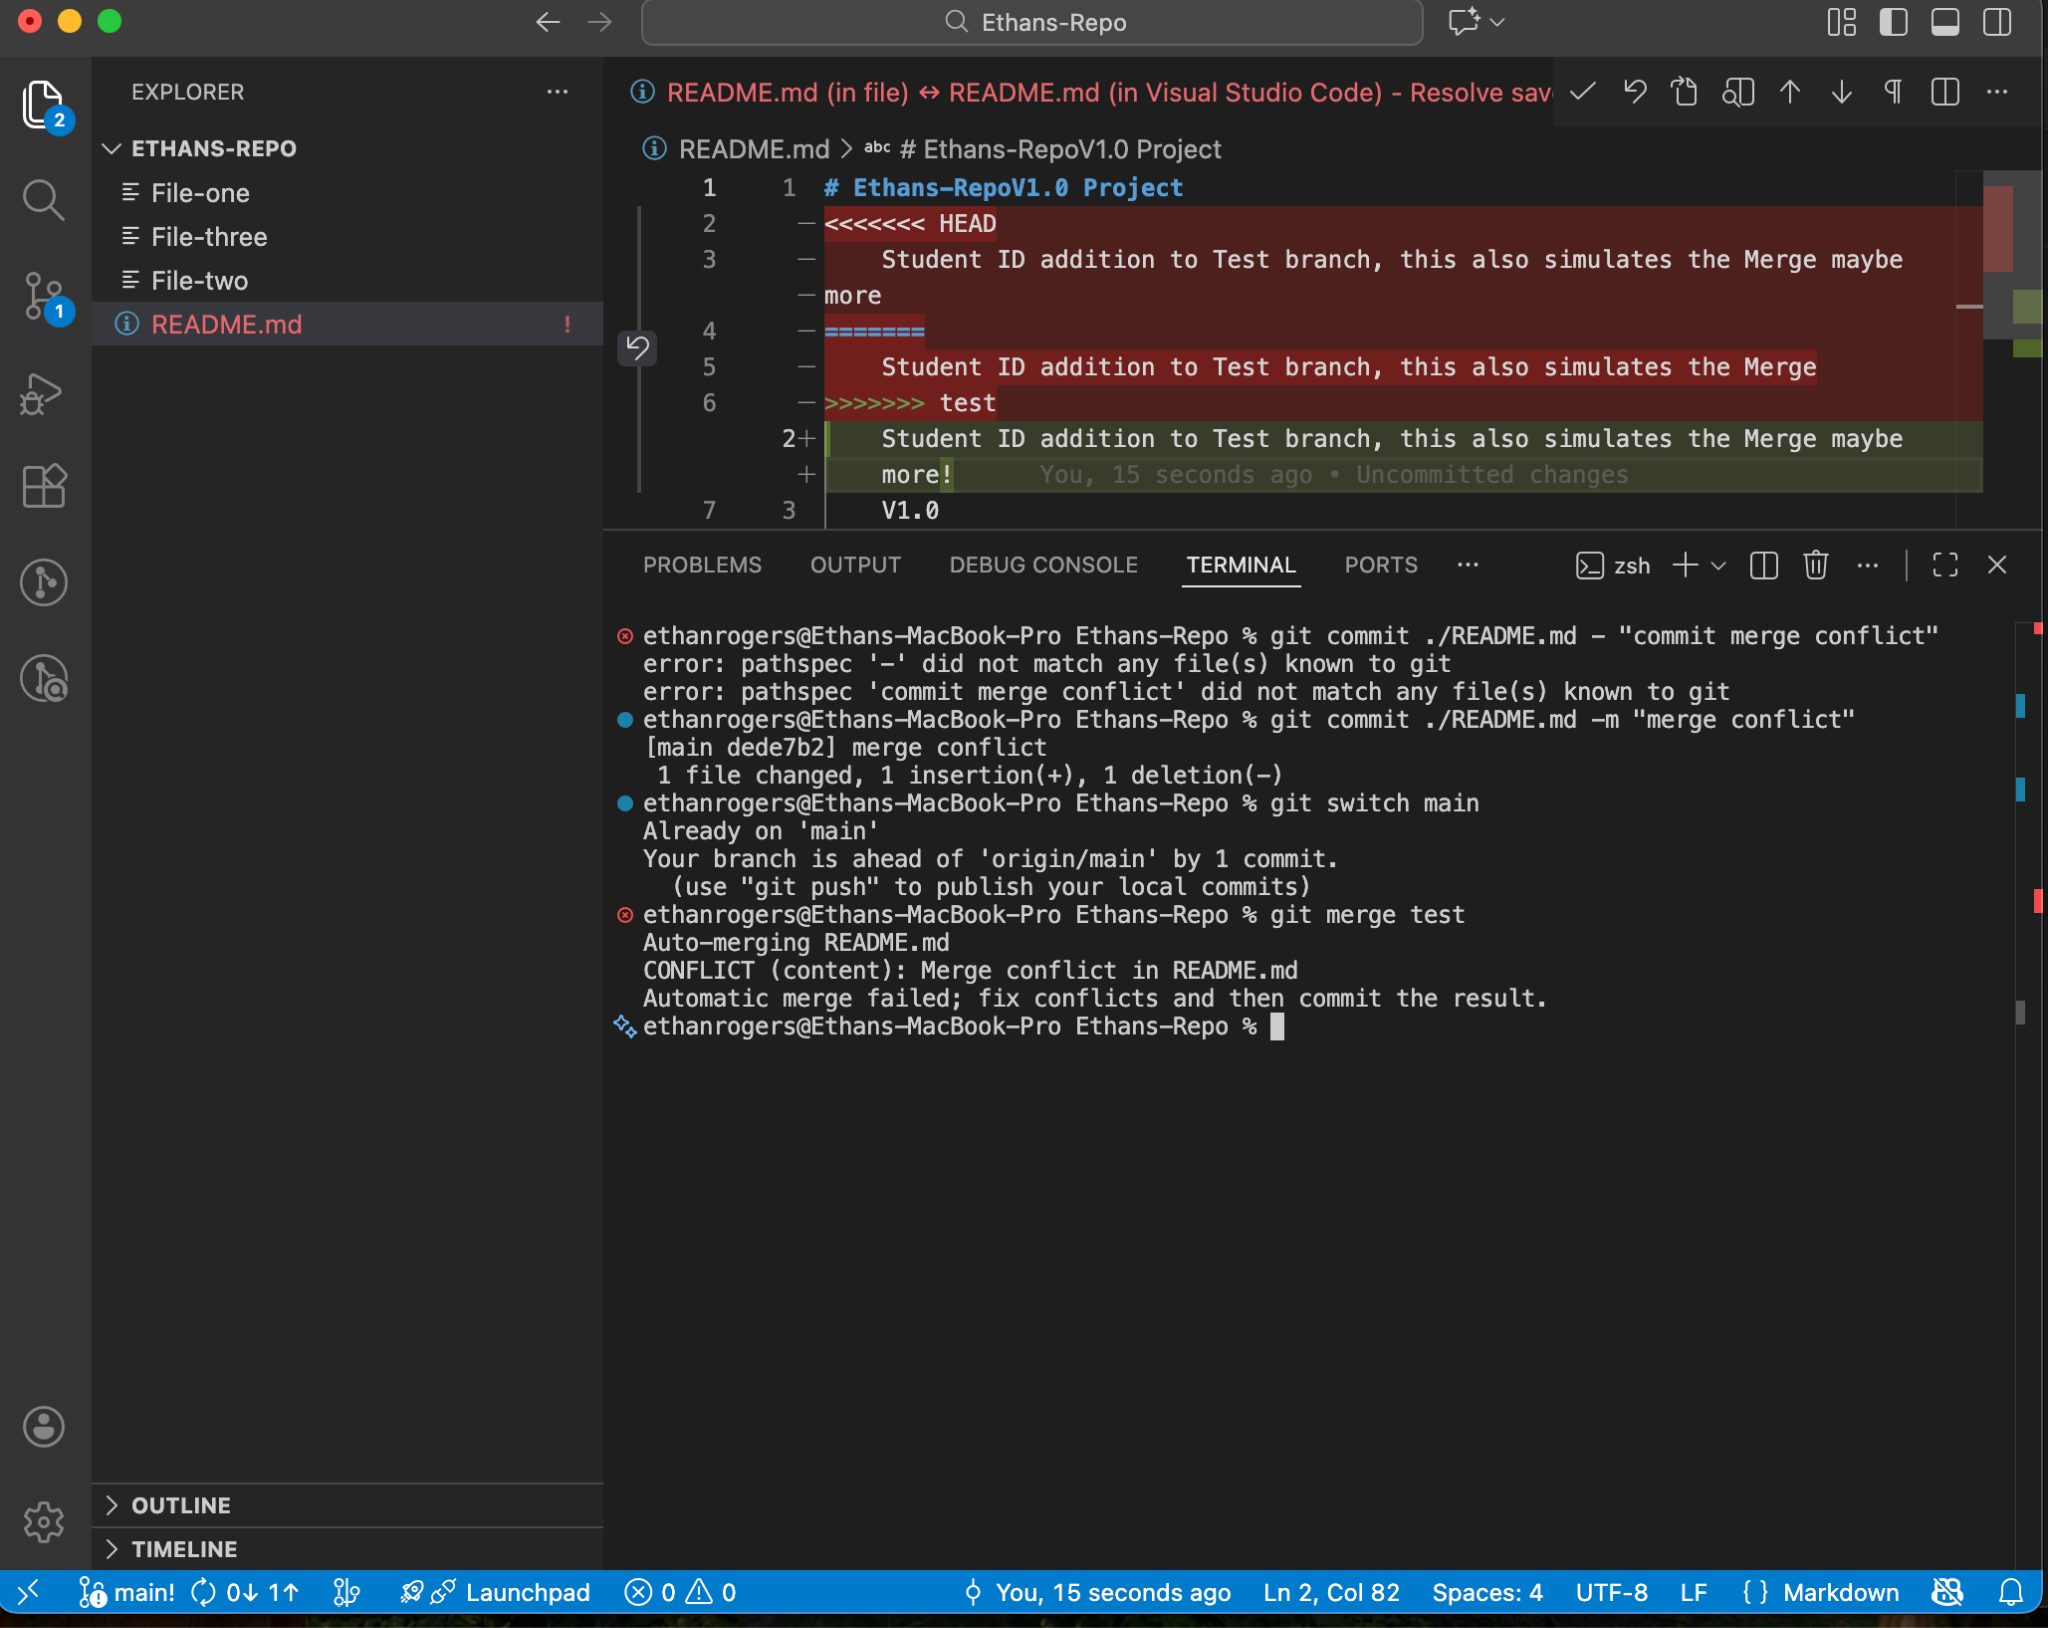 Ethans-Repo
EXPLORER
2
ETHANS-REPO
File-one
File-three
File-two
README.md !
1
README.md (in file) ↔ README.md (in Visual Studio Code) - Resolve sav
README.md > abc # Ethans-RepoV1.0 Project
1 1 # Ethans-RepoV1.0 Project
2 —<<<<<<< HEAD
3 — Student ID addition to Test branch, this also simulates the Merge maybe
—more
4 —=======
5 — Student ID addition to Test branch, this also simulates the Merge
6 —>>>>>>> test
2+ Student ID addition to Test branch, this also simulates the Merge maybe
+ more! You, 15 seconds ago • Uncommitted changes
7 3 V1.0
PROBLEMS OUTPUT DEBUG CONSOLE TERMINAL PORTS ··· zsh
ethanrogers@Ethans-MacBook-Pro Ethans-Repo % git commit ./README.md - "commit merge conflict"
error: pathspec '-' did not match any file(s) known to git
error: pathspec 'commit merge conflict' did not match any file(s) known to git
ethanrogers@Ethans-MacBook-Pro Ethans-Repo % git commit ./README.md -m "merge conflict"
[main dede7b2] merge conflict
1 file changed, 1 insertion(+), 1 deletion(-)
ethanrogers@Ethans-MacBook-Pro Ethans-Repo % git switch main
Already on 'main'
Your branch is ahead of 'origin/main' by 1 commit.
(use "git push" to publish your local commits)
ethanrogers@Ethans-MacBook-Pro Ethans-Repo % git merge test
Auto-merging README.md
CONFLICT (content): Merge conflict in README.md
Automatic merge failed; fix conflicts and then commit the result.
ethanrogers@Ethans-MacBook-Pro Ethans-Repo %
OUTLINE
TIMELINE
main! 0↓ 1↑ Launchpad 0 0 You, 15 seconds ago Ln 2, Col 82 Spaces: 4 UTF-8 LF {} Markdown